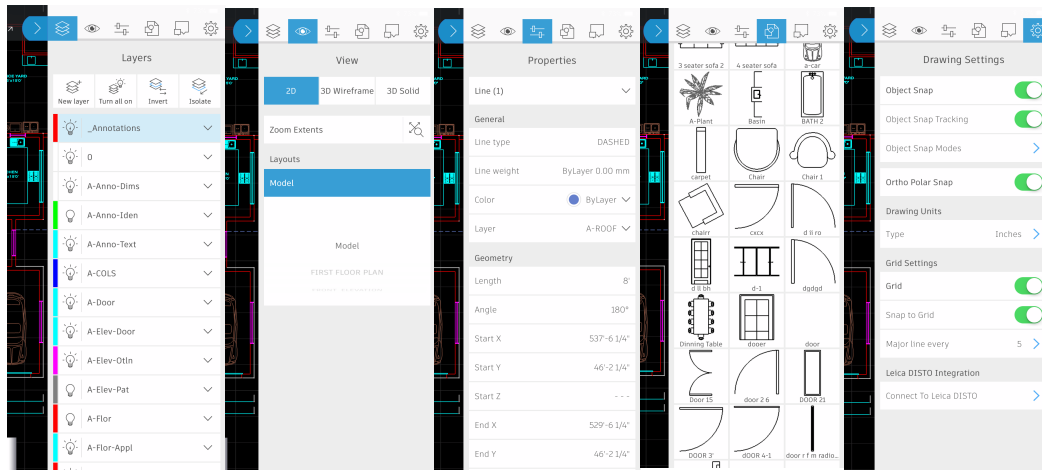 Layers
New layer
Turn all on
Invert
Isolate
_Annotations
0
A-Anno-Dims
A-Anno-Iden
A-Anno-Text
A-COLS
A-Door
A-Elev-Door
A-Elev-Otln
A-Elev-Pat
A-Flor
A-Flor-Appl
View
2D
3D Wireframe
3D Solid
Zoom Extents
Layouts
Model
Model
FIRST FLOOR PLAN
Properties
Line (1)
General
Line type DASHED
Line weight ByLayer 0.00 mm
Color ByLayer
Layer A-ROOF
Geometry
Length 8'
Angle 180°
Start X 537'-6 1/4"
Start Y 46'-2 1/4"
Start Z - - -
End X 529'-6 1/4"
End Y 46'-2 1/4"
3 seater sofa 2
4 seater sofa
a-car
A-Plant
Basin
BATH 2
carpet
Chair
Chair 1
chairr
cxcx
d li ro
d ll bh
d-1
dgdgd
Dinning Table
dooer
door
Door 15
door 2 6
DOOR 21
DOOR 3'
dOOR 4-1
door r f m radio...
Drawing Settings
Object Snap
Object Snap Tracking
Object Snap Modes
Ortho Polar Snap
Drawing Units
Type Inches
Grid Settings
Grid
Snap to Grid
Major line every 5
Leica DISTO Integration
Connect To Leica DISTO